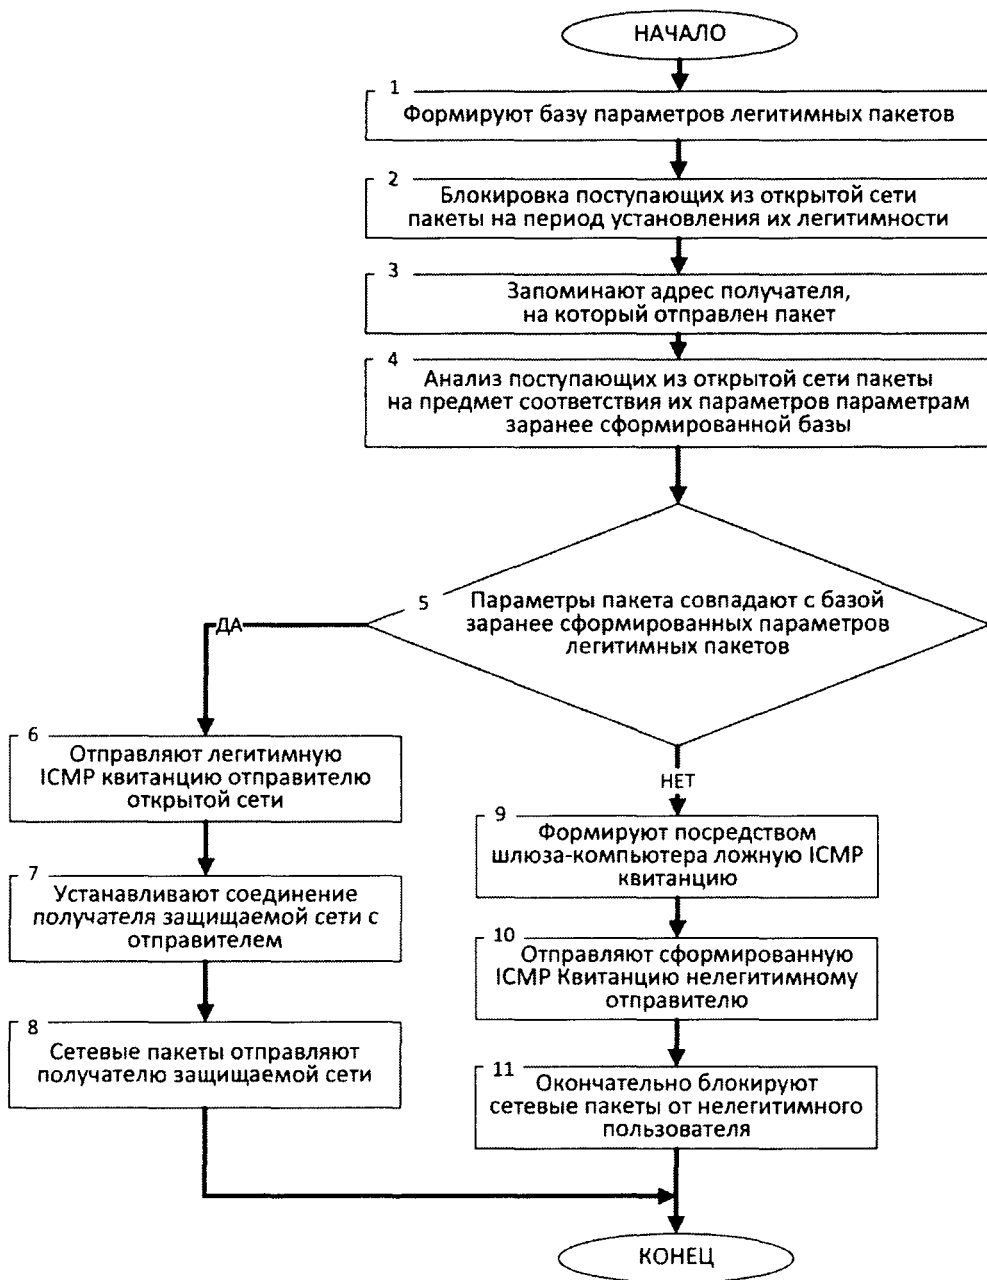 НАЧАЛО
1
Формируют базу параметров легитимных пакетов
2
Блокировка поступающих из открытой сети
пакеты на период установления их легитимности
3
Запоминают адрес получателя,
на который отправлен пакет
4
Анализ поступающих из открытой сети пакеты
на предмет соответствия их параметров параметрам
заранее сформированной базы
5
Параметры пакета совпадают с базой
заранее сформированных параметров
легитимных пакетов
ДА
6
Отправляют легитимную
ICMP квитанцию отправителю
открытой сети
7
Устанавливают соединение
получателя защищаемой сети с
отправителем
8
Сетевые пакеты отправляют
получателю защищаемой сети
НЕТ
9
Формируют посредством
шлюза-компьютера ложную ICMP
квитанцию
10
Отправляют сформированную
ICMP Квитанцию нелегитимному
отправителю
11
Окончательно блокируют
сетевые пакеты от нелегитимного
пользователя
КОНЕЦ